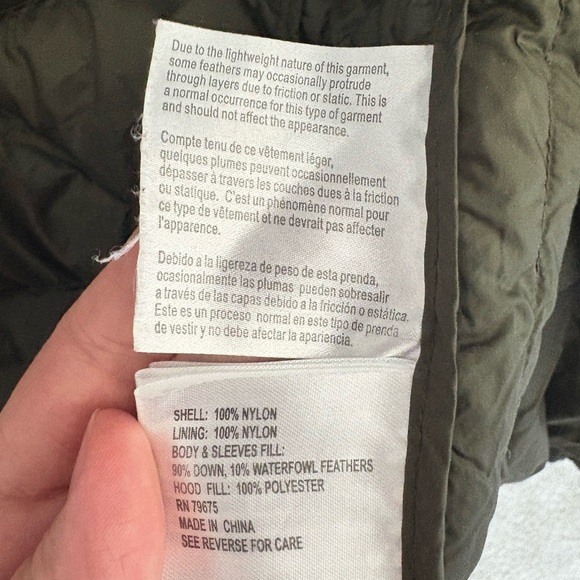 Due to the lightweight nature of this garment,
some feathers may occasionally protrude
through layers due to friction or static. This is
a normal occurrence for this type of garment
and should not affect the appearance.
Compte tenu de ce vêtement léger,
quelques plumes peuvent occasionnellement
dépasser à travers les couches dues à la friction
ou statique. C'est un phénomène normal pour
ce type de vêtement et ne devrait pas affecter
l'apparence.
Debido a la ligereza de peso de esta prenda,
ocasionalmente las plumas pueden sobresalir
a través de las capas debido a la fricción o estática.
Este es un proceso normal en este tipo de prenda
de vestir y no debe afectar la apariencia.
SHELL: 100% NYLON
LINING: 100% NYLON
BODY & SLEEVES FILL:
90% DOWN, 10% WATERFOWL FEATHERS
HOOD FILL: 100% POLYESTER
RN 79675
MADE IN CHINA
SEE REVERSE FOR CARE